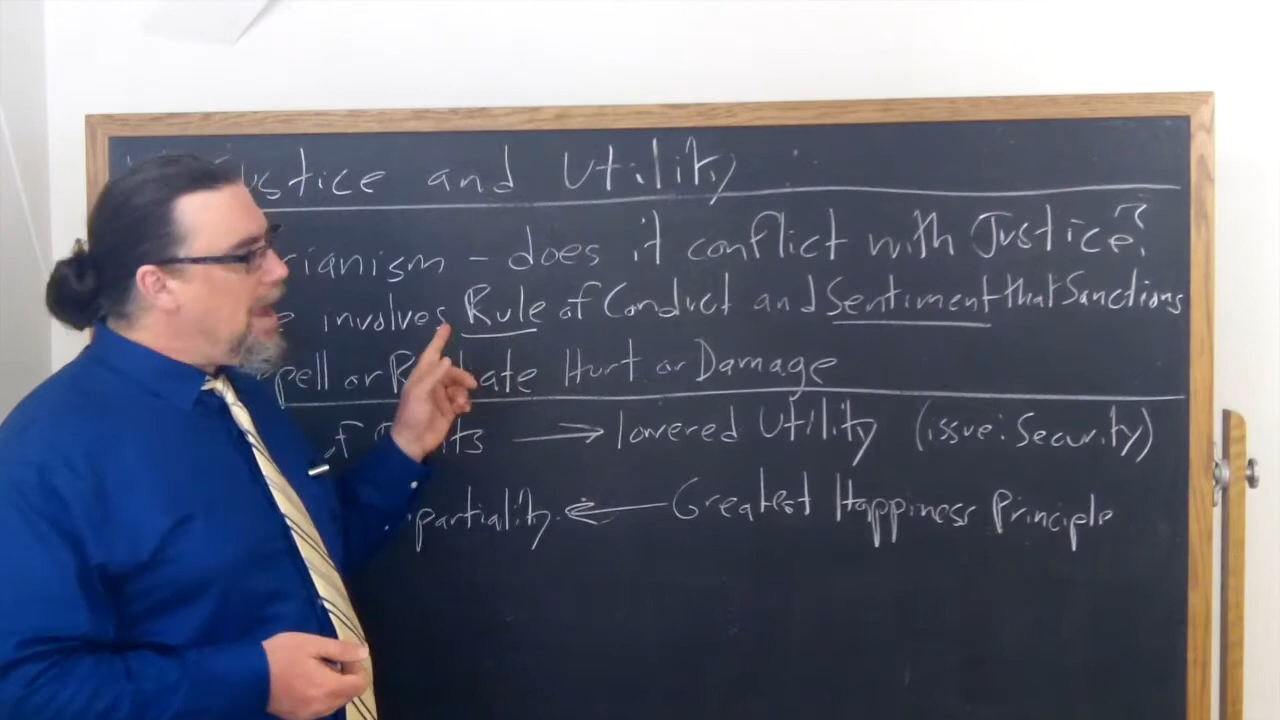 ustice and Utility
rianism - does it conflict with Justice?
e involves Rule of Conduct and Sentiment that Sanctions
pell or R ate Hurt or Damage
of ts → lowered Utility (issue: Security)
partiality ← Greatest Happiness Principle